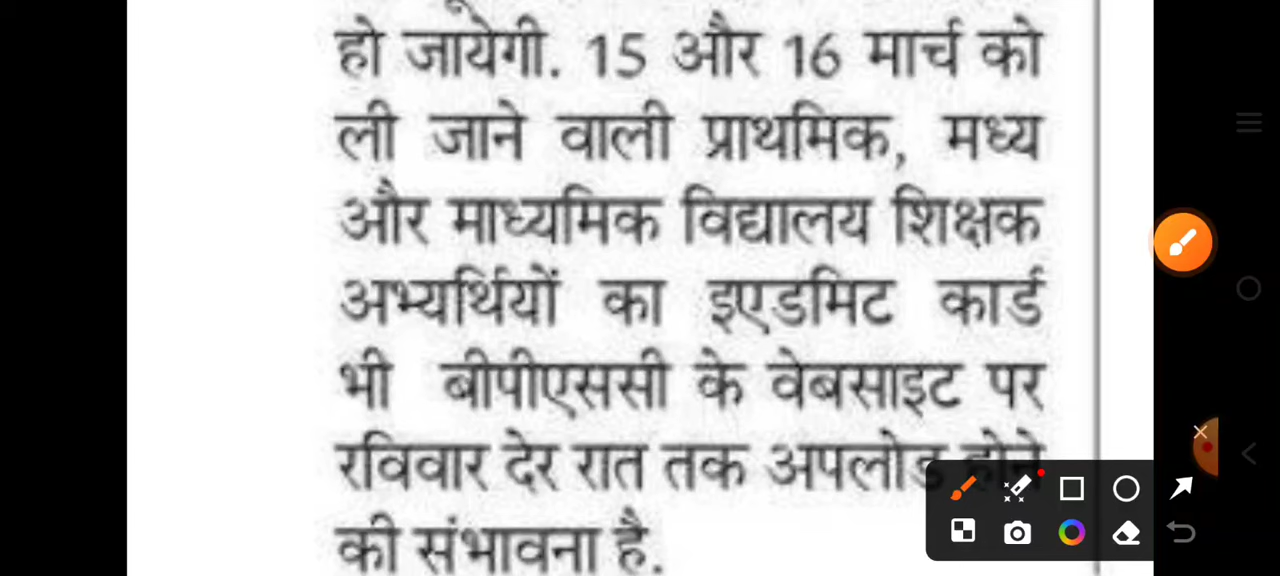 हो जायेगी. 15 और 16 मार्च को
ली जाने वाली प्राथमिक, मध्य
और माध्यमिक विद्यालय शिक्षक
अभ्यर्थियों का इएडमिट कार्ड
भी बीपीएससी के वेबसाइट पर
रविवार देर रात तक अपलोड होने
की संभावना है.